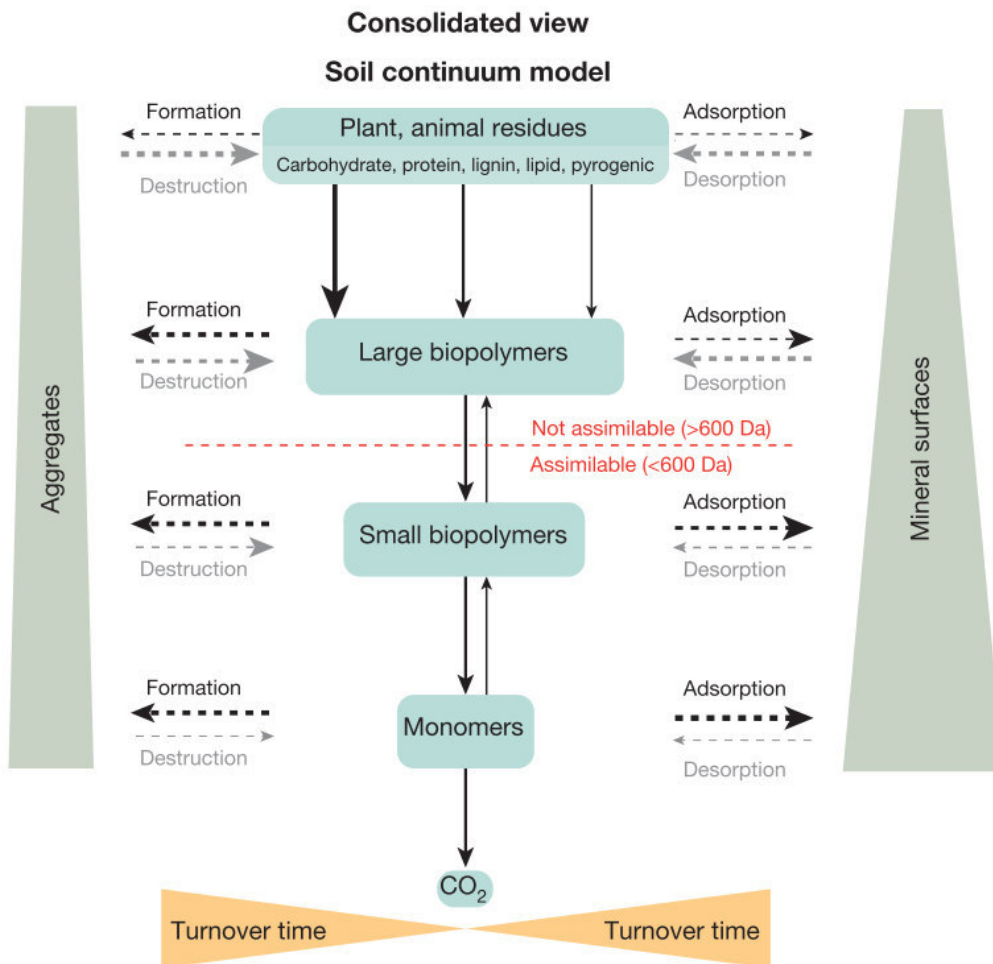 Consolidated view
Soil continuum model
Formation
Plant, animal residues
Adsorption
Carbohydrate, protein, lignin, lipid, pyrogenic
Destruction
Desorption
Formation
Large biopolymers
Adsorption
Destruction
Desorption
Not assimilable (>600 Da)
Assimilable (<600 Da)
Aggregates
Mineral surfaces
Formation
Small biopolymers
Adsorption
Destruction
Desorption
Formation
Monomers
Adsorption
Destruction
Desorption
CO₂
Turnover time
Turnover time